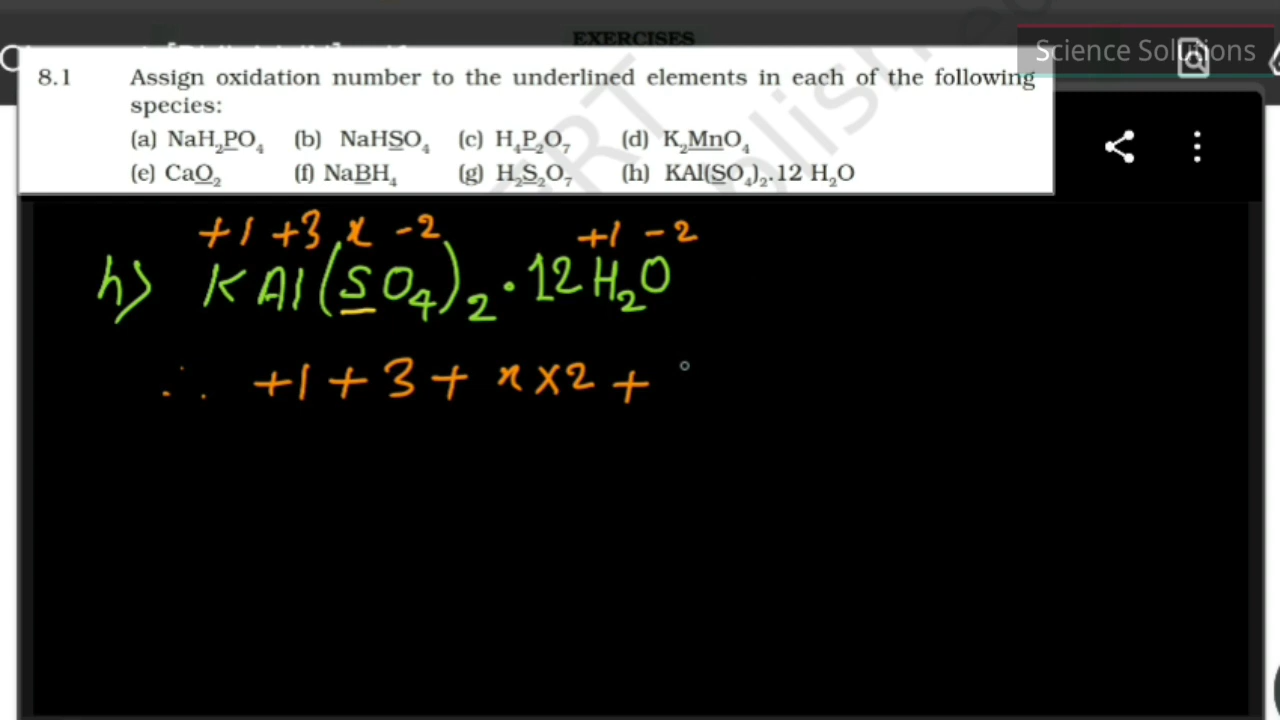 EXERCISES
Science Solutions
8.1 Assign oxidation number to the underlined elements in each of the following
species:
(a) NaH₂PO₄ (b) NaHSO₄ (c) H₄P₂O₇ (d) K₂MnO₄
(e) CaO₂ (f) NaBH₄ (g) H₂S₂O₇ (h) KAl(SO₄)₂.12 H₂O
+1 +3 x -2 +1 -2
h) KAl(SO₄)₂·12H₂O
∴ +1 + 3 + x×2 +